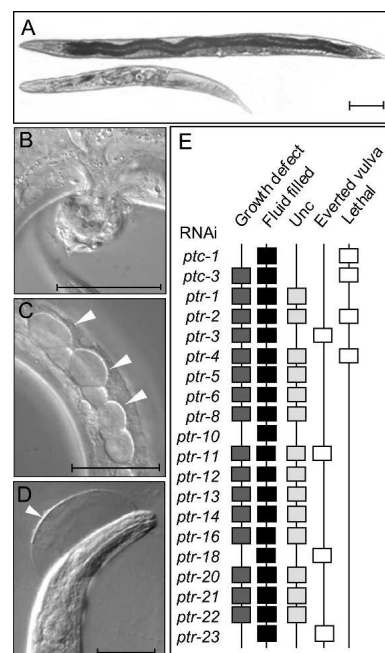 A
B
C
D
E
RNAi
Growth defect
Fluid filled
Unc
Everted vulva
Lethal
ptc-1
ptc-3
ptr-1
ptr-2
ptr-3
ptr-4
ptr-5
ptr-6
ptr-8
ptr-10
ptr-11
ptr-12
ptr-13
ptr-14
ptr-16
ptr-18
ptr-20
ptr-21
ptr-22
ptr-23